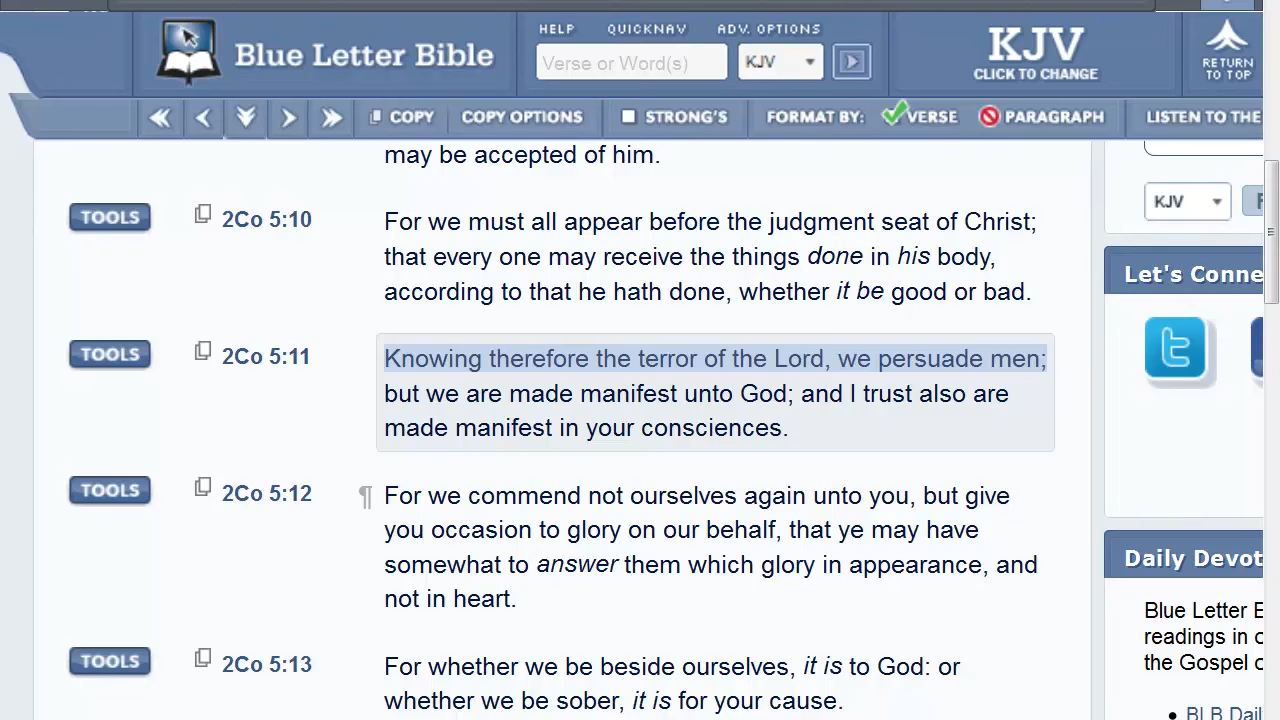 HELP QUICKNAV ADV. OPTIONS
Blue Letter Bible
Verse or Word(s)
KJV
KJV
CLICK TO CHANGE
RETURN
TO TOP
COPY COPY OPTIONS STRONG'S FORMAT BY: VERSE PARAGRAPH LISTEN TO THE
may be accepted of him.
TOOLS 2Co 5:10 For we must all appear before the judgment seat of Christ;
that every one may receive the things done in his body,
according to that he hath done, whether it be good or bad.
TOOLS 2Co 5:11 Knowing therefore the terror of the Lord, we persuade men;
but we are made manifest unto God; and I trust also are
made manifest in your consciences.
TOOLS 2Co 5:12 ¶ For we commend not ourselves again unto you, but give
you occasion to glory on our behalf, that ye may have
somewhat to answer them which glory in appearance, and
not in heart.
TOOLS 2Co 5:13 For whether we be beside ourselves, it is to God: or
whether we be sober, it is for your cause.
KJV
Let's Conne
Daily Devot
Blue Letter
readings in
the Gospel
BLB Dail